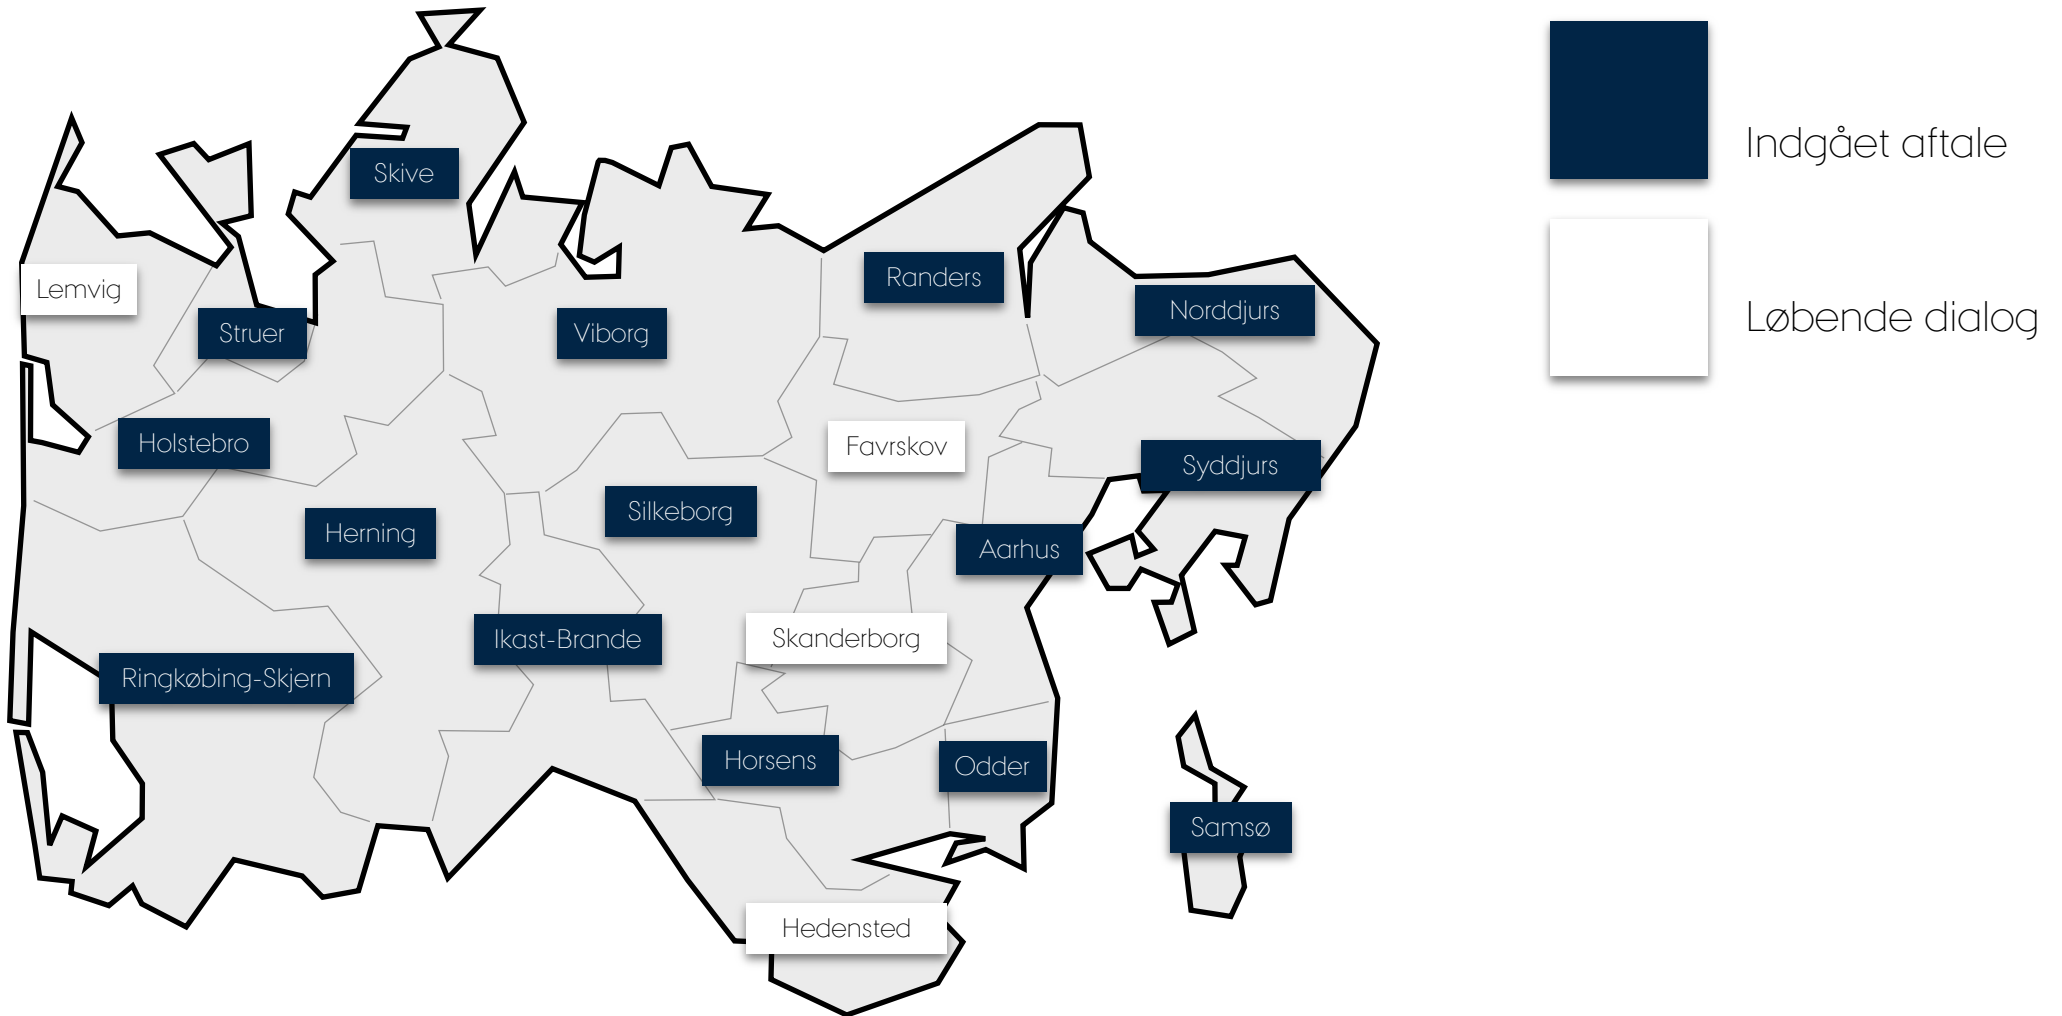 Skive
Lemvig
Struer
Viborg
Randers
Norddjurs
Holstebro
Herning
Silkeborg
Favrskov
Syddjurs
Aarhus
Ikast-Brande
Skanderborg
Ringkøbing-Skjern
Horsens
Odder
Samsø
Hedensted
Indgået aftale
Løbende dialog